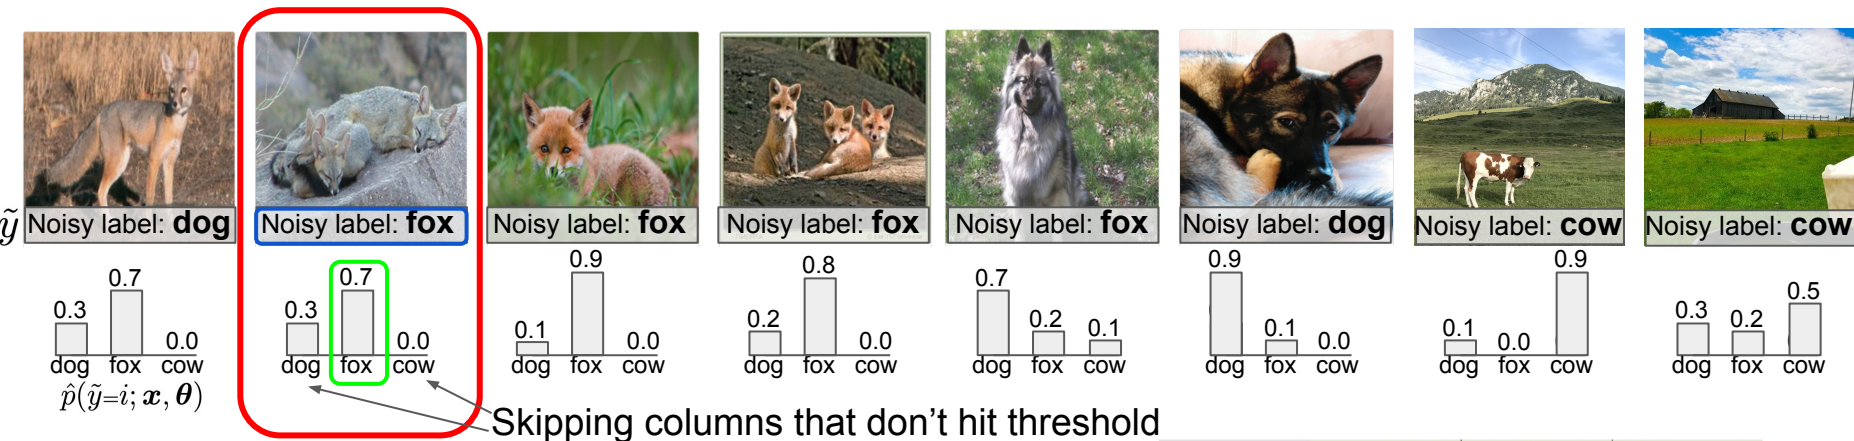 ỹ Noisy label: dog Noisy label: fox Noisy label: fox Noisy label: fox Noisy label: fox Noisy label: dog Noisy label: cow Noisy label: cow
0.3 0.7 0.0 0.3 0.7 0.0 0.1 0.9 0.0 0.2 0.8 0.0 0.7 0.2 0.1 0.9 0.1 0.0 0.1 0.0 0.9 0.3 0.2 0.5
dog fox cow dog fox cow dog fox cow dog fox cow dog fox cow dog fox cow dog fox cow dog fox cow
p̂(ỹ=i; x, θ)
Skipping columns that don't hit threshold